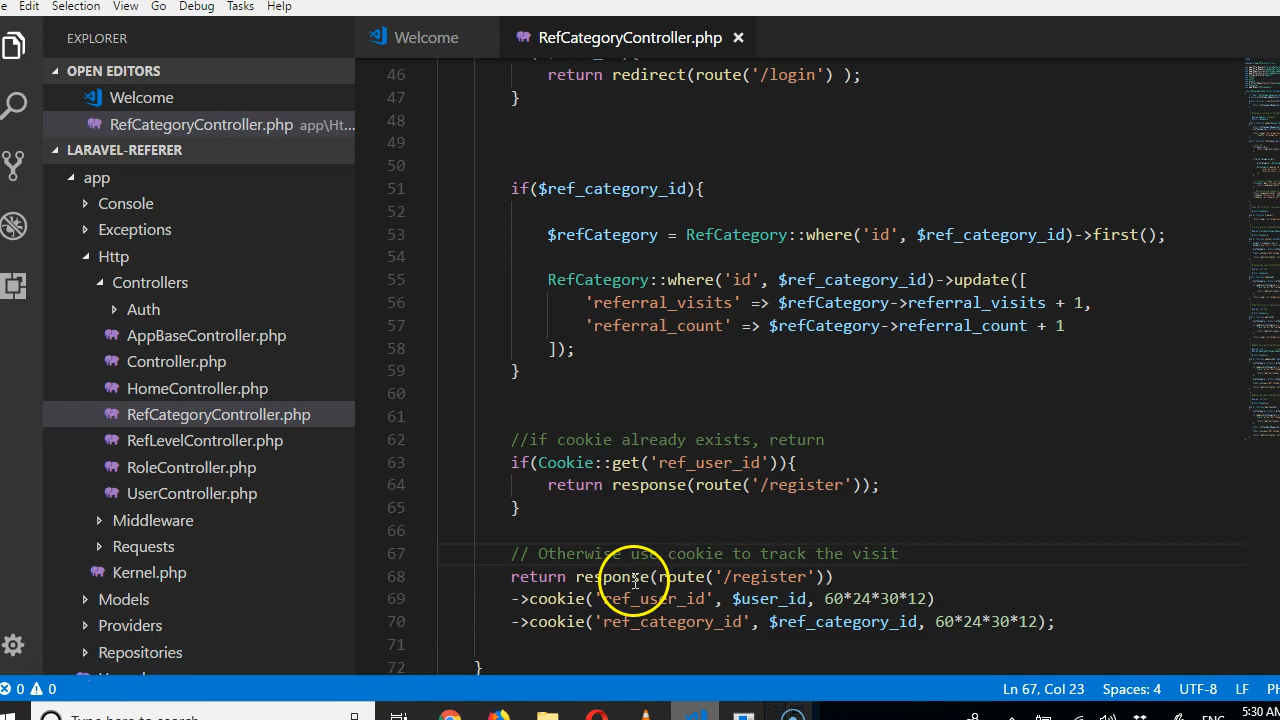 Edit Selection View Go Debug Tasks Help
EXPLORER
Welcome
RefCategoryController.php ×
OPEN EDITORS
Welcome
RefCategoryController.php app\Ht...
LARAVEL-REFERER
app
Console
Exceptions
Http
Controllers
Auth
AppBaseController.php
Controller.php
HomeController.php
RefCategoryController.php
RefLevelController.php
RoleController.php
UserController.php
Middleware
Requests
Kernel.php
Models
Providers
Repositories
46 return redirect(route('/login') );
47 }
48
49
50
51 if($ref_category_id){
52
53 $refCategory = RefCategory::where('id', $ref_category_id)->first();
54
55 RefCategory::where('id', $ref_category_id)->update([
56 'referral_visits' => $refCategory->referral_visits + 1,
57 'referral_count' => $refCategory->referral_count + 1
58 ]);
59 }
60
61
62 //if cookie already exists, return
63 if(Cookie::get('ref_user_id')){
64 return response(route('/register'));
65 }
66
67 // Otherwise use cookie to track the visit
68 return response(route('/register'))
69 ->cookie('ref_user_id', $user_id, 60*24*30*12)
70 ->cookie('ref_category_id', $ref_category_id, 60*24*30*12);
71
72 }
0 0 Ln 67, Col 23 Spaces: 4 UTF-8 LF PH
Type here to search ENG 5:30 AM